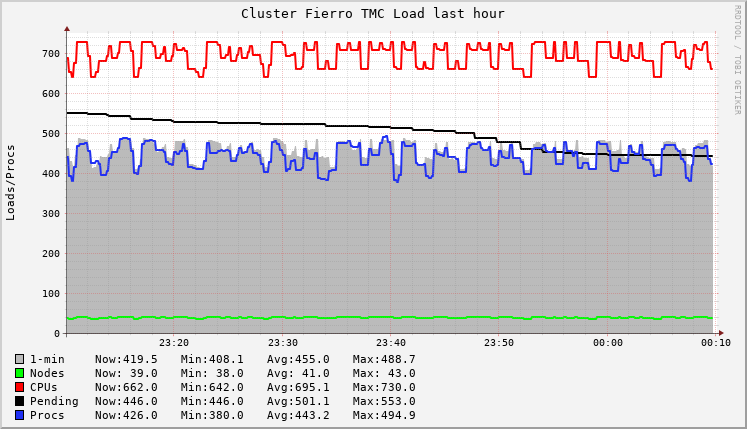 Cluster Fierro TMC Load last hour
RRDTOOL / TOBI OETIKER
Loads/Procs
700
600
500
400
300
200
100
0
23:20 23:30 23:40 23:50 00:00 00:10
1-min Now:419.5 Min:408.1 Avg:455.0 Max:488.7
Nodes Now: 39.0 Min: 38.0 Avg: 41.0 Max: 43.0
CPUs Now:662.0 Min:642.0 Avg:695.1 Max:730.0
Pending Now:446.0 Min:446.0 Avg:501.1 Max:553.0
Procs Now:426.0 Min:380.0 Avg:443.2 Max:494.9